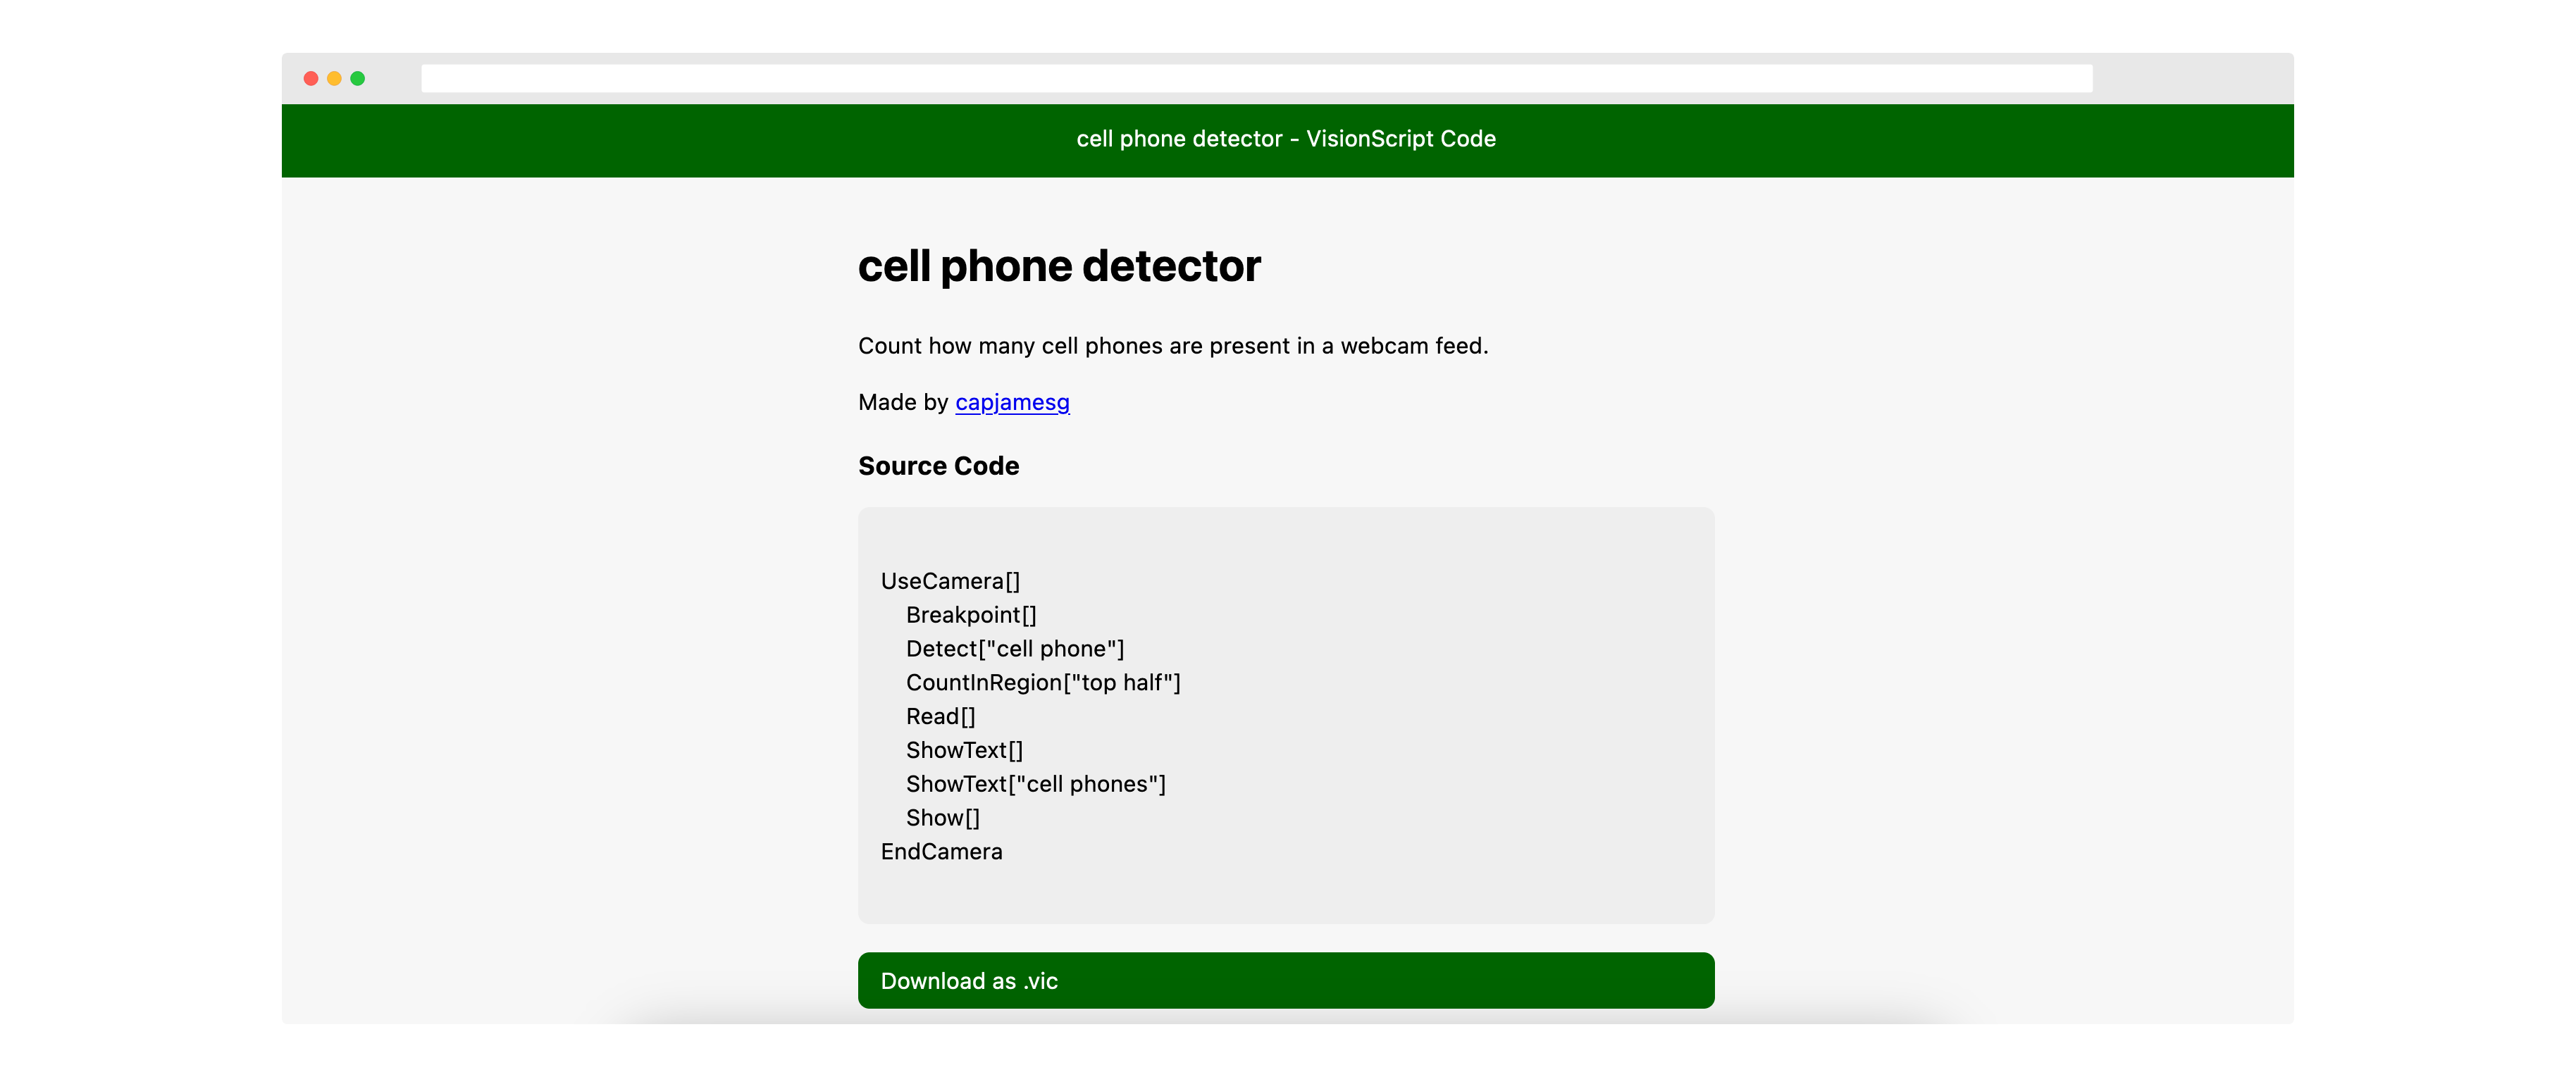 cell phone detector - VisionScript Code
cell phone detector
Count how many cell phones are present in a webcam feed.
Made by capjamesg
Source Code
UseCamera[]
Breakpoint[]
Detect["cell phone"]
CountInRegion["top half"]
Read[]
ShowText[]
ShowText["cell phones"]
Show[]
EndCamera
Download as .vic